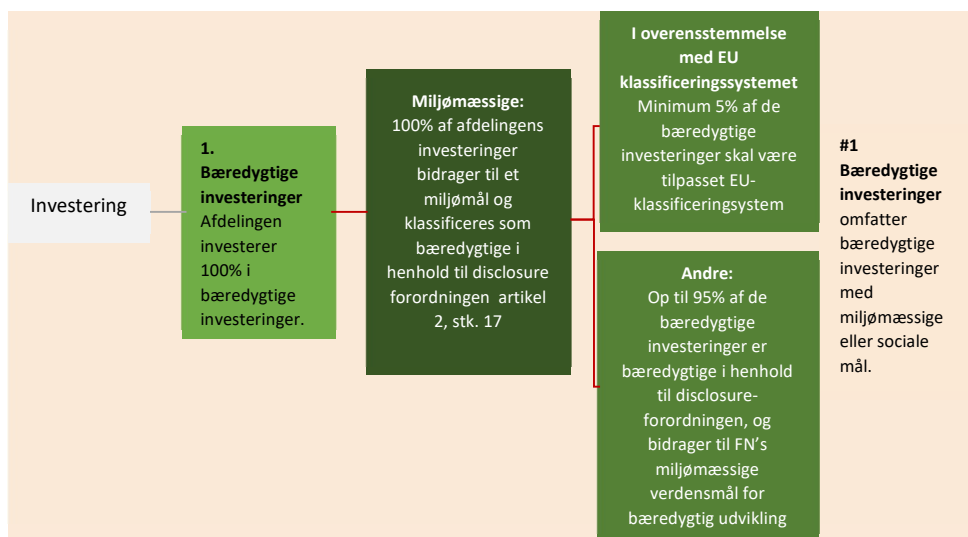 Investering
1.
Bæredygtige
investeringer
Afdelingen
investerer
100% i
bæredygtige
investeringer.
Miljømæssige:
100% af afdelingens
investeringer
bidrager til et
miljømål og
klassificeres som
bæredygtige i
henhold til disclosure
forordningen artikel
2, stk. 17
I overensstemmelse
med EU
klassificeringssystemet
Minimum 5% af de
bæredygtige
investeringer skal være
tilpasset EU-
klassificeringsystem
Andre:
Op til 95% af de
bæredygtige
investeringer er
bæredygtige i henhold
til disclosure-
forordningen, og
bidrager til FN’s
miljømæssige
verdensmål for
bæredygtig udvikling
#1
Bæredygtige
investeringer
omfatter
bæredygtige
investeringer
med
miljømæssige
eller sociale
mål.